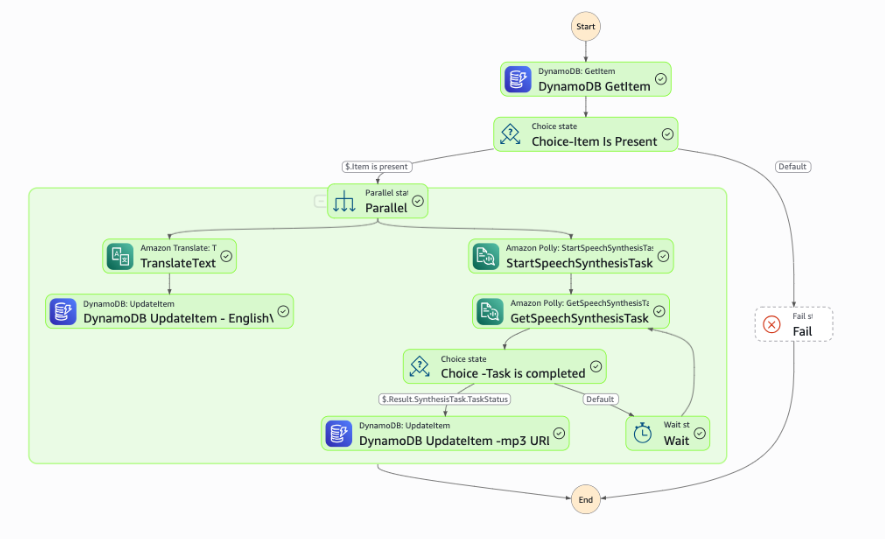 Start
DynamoDB: GetItem
DynamoDB GetItem
Choice state
Choice-Item Is Present
$.Item is present
Default
Parallel stat
Parallel
Amazon Translate: T
TranslateText
Amazon Polly: StartSpeechSynthesisTas
StartSpeechSynthesisTask
DynamoDB: UpdateItem
DynamoDB UpdateItem - English\
Amazon Polly: GetSpeechSynthesisTa
GetSpeechSynthesisTask
Fail st
Fail
Choice state
Choice -Task is completed
$.Result.SynthesisTask.TaskStatus
Default
DynamoDB: UpdateItem
DynamoDB UpdateItem -mp3 URl
Wait st
Wait
End